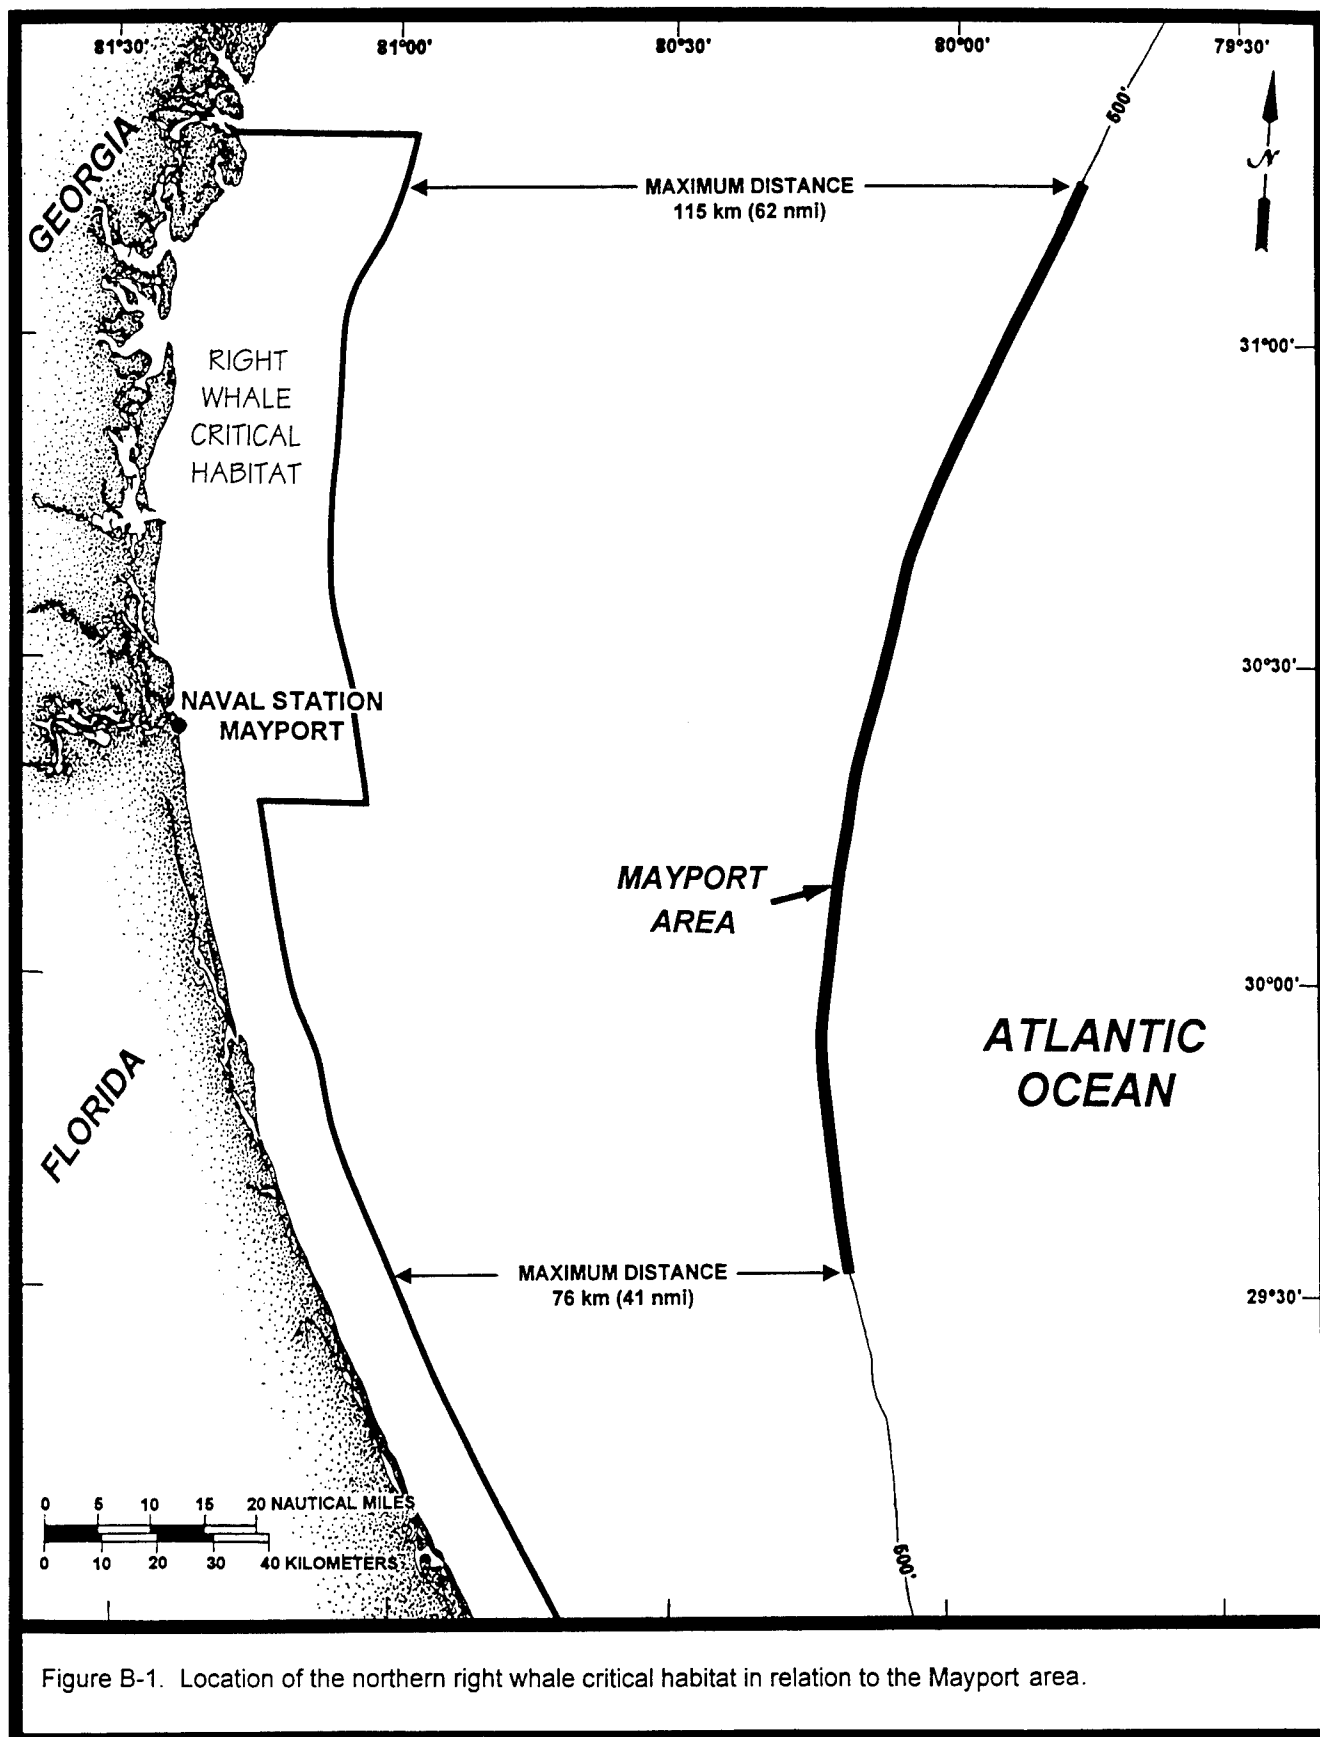 81°30'
81°00'
80°30'
80°00'
79°30'
500'
N
GEORGIA
MAXIMUM DISTANCE
115 km (62 nmi)
31°00'
RIGHT
WHALE
CRITICAL
HABITAT
30°30'
NAVAL STATION
MAYPORT
MAYPORT
AREA
30°00'
ATLANTIC
OCEAN
FLORIDA
MAXIMUM DISTANCE
76 km (41 nmi)
29°30'
0 5 10 15 20 NAUTICAL MILES
0 10 20 30 40 KILOMETERS
500'
Figure B-1. Location of the northern right whale critical habitat in relation to the Mayport area.